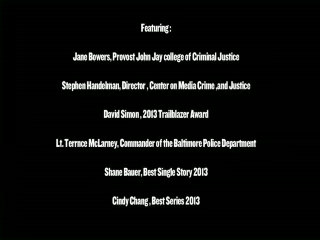 Featuring :
Jane Bowers, Provost John Jay college of Criminal Justice
Stephen Handelman, Director , Center on Media Crime ,and Justice
David Simon , 2013 Trailblazer Award
Lt. Terrnce McLarney, Commander of the Baltimore Police Department
Shane Bauer, Best Single Story 2013
Cindy Chang , Best Series 2013